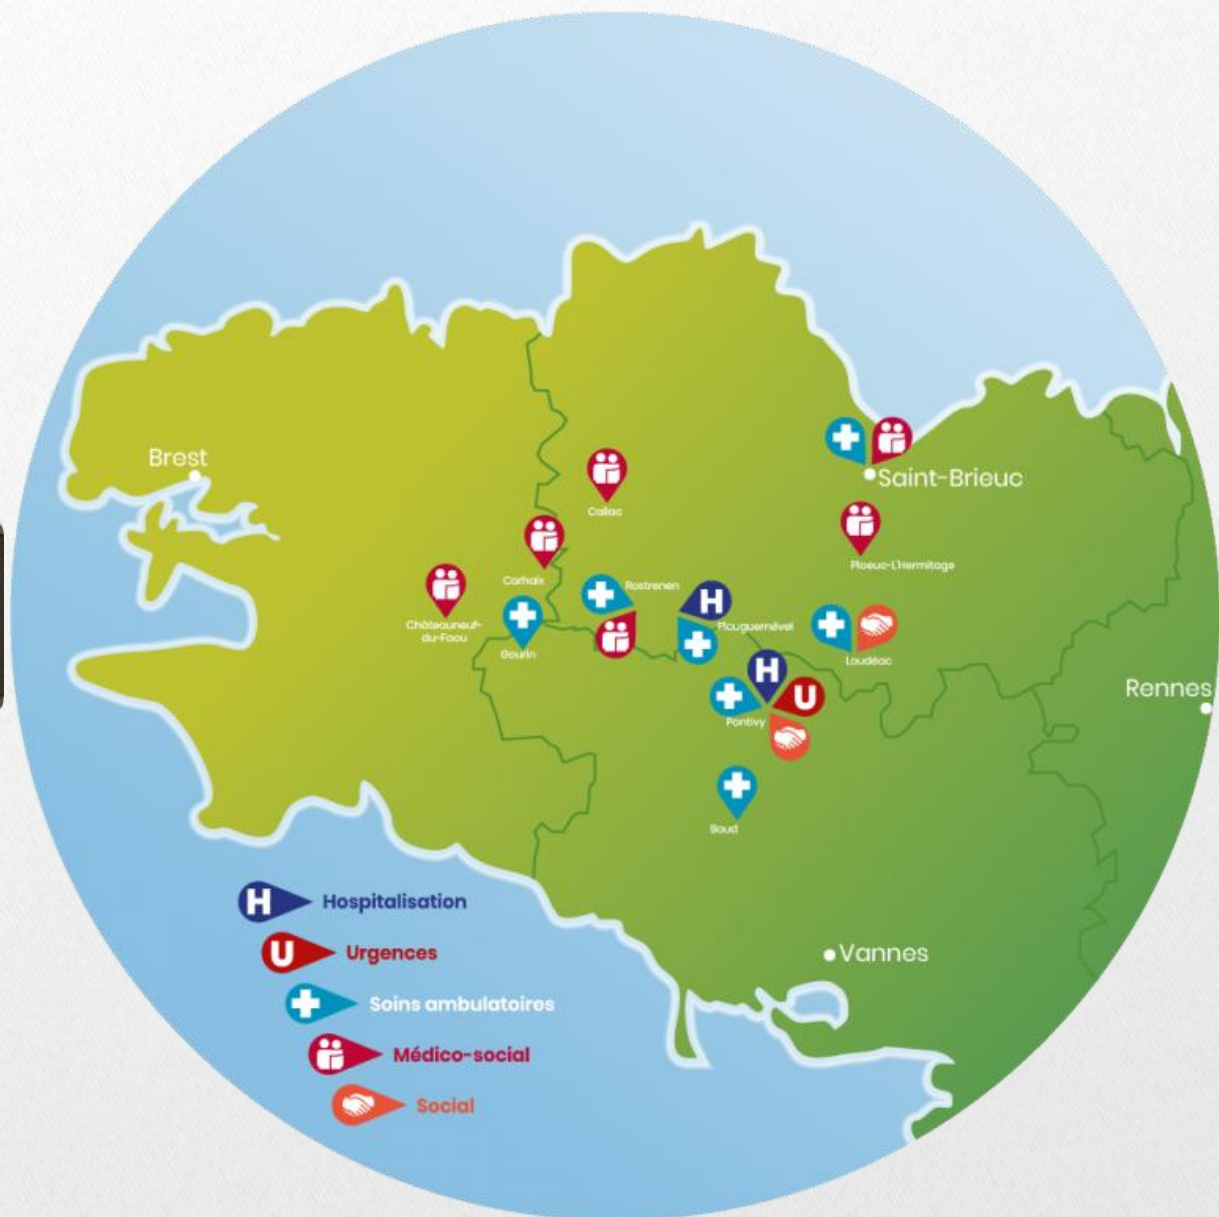 Brest
Saint-Brieuc
Callac
Carhaix
Ploeuc-L'Hermitage
Rostrenen
Châteauneuf-
du-Faou
H
Plouguernével
Gourin
Loudéac
H
U
Pontivy
Rennes
Baud
H Hospitalisation
U Urgences
Vannes
Soins ambulatoires
Médico-social
Social